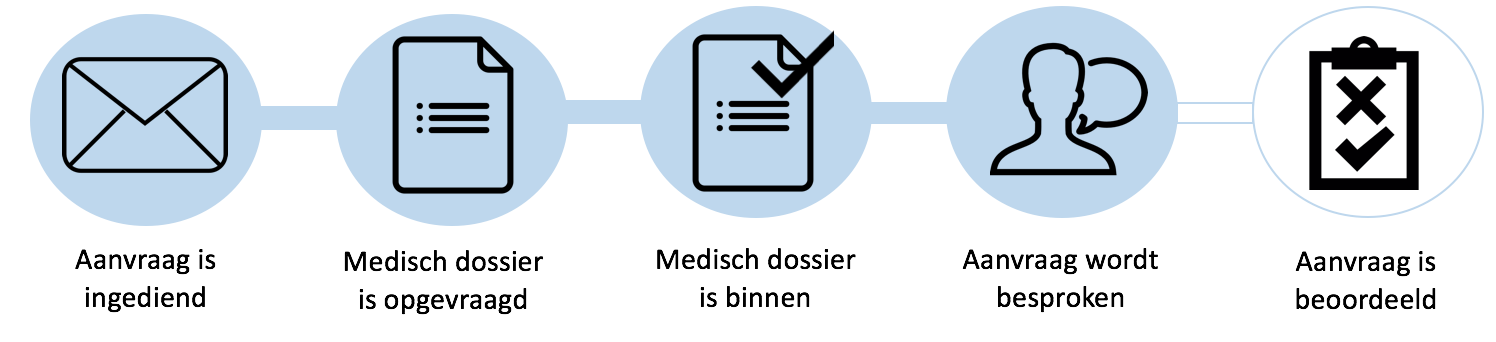 Aanvraag is
ingediend
Medisch dossier
is opgevraagd
Medisch dossier
is binnen
Aanvraag wordt
besproken
Aanvraag is
beoordeeld